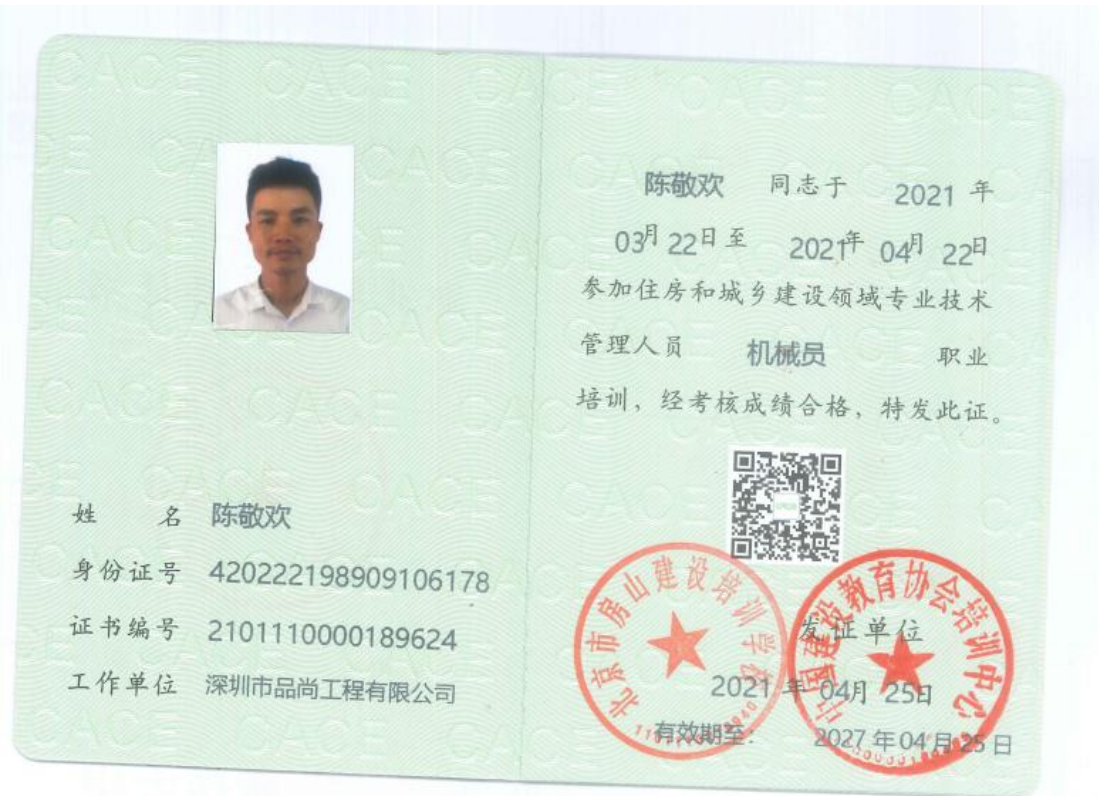 陈敬欢 同志于 2021 年
03月 22日至 2021年 04月 22日
参加住房和城乡建设领域专业技术
管理人员 机械员 职业
培训，经考核成绩合格，特发此证。
姓 名 陈敬欢
身份证号 420222198909106178
证书编号 2101110000189624
工作单位 深圳市品尚工程有限公司
北京市房山建设培训学校
中国建设教育协会培训中心
发证单位
2021 年 04月 25日
有效期至： 2027 年 04 月 25 日
CACE